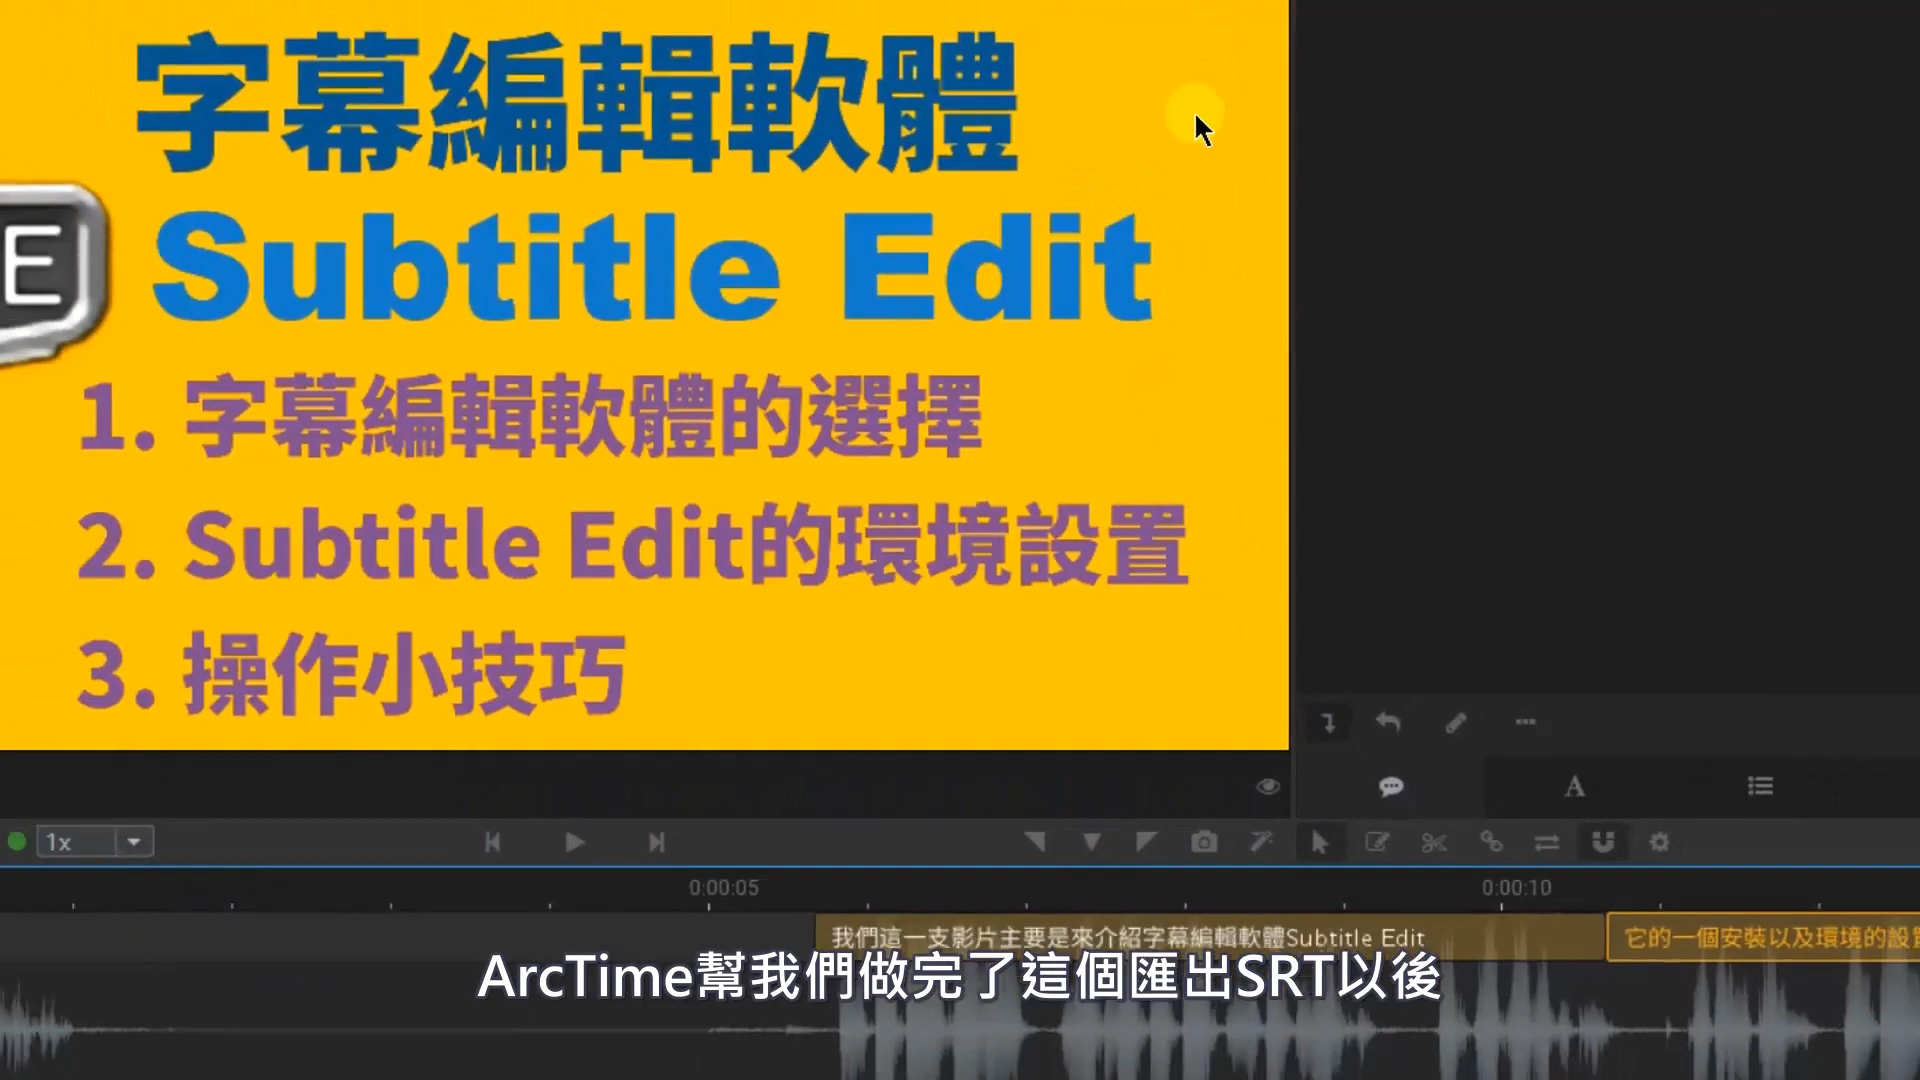 字幕編輯軟體
E
Subtitle Edit
1. 字幕編輯軟體的選擇
2. Subtitle Edit的環境設置
3. 操作小技巧
A
1x
0:00:05
0:00:10
我們這一支影片主要是來介紹字幕編輯軟體Subtitle Edit
它的一個安裝以及環境的設置
ArcTime幫我們做完了這個匯出SRT以後